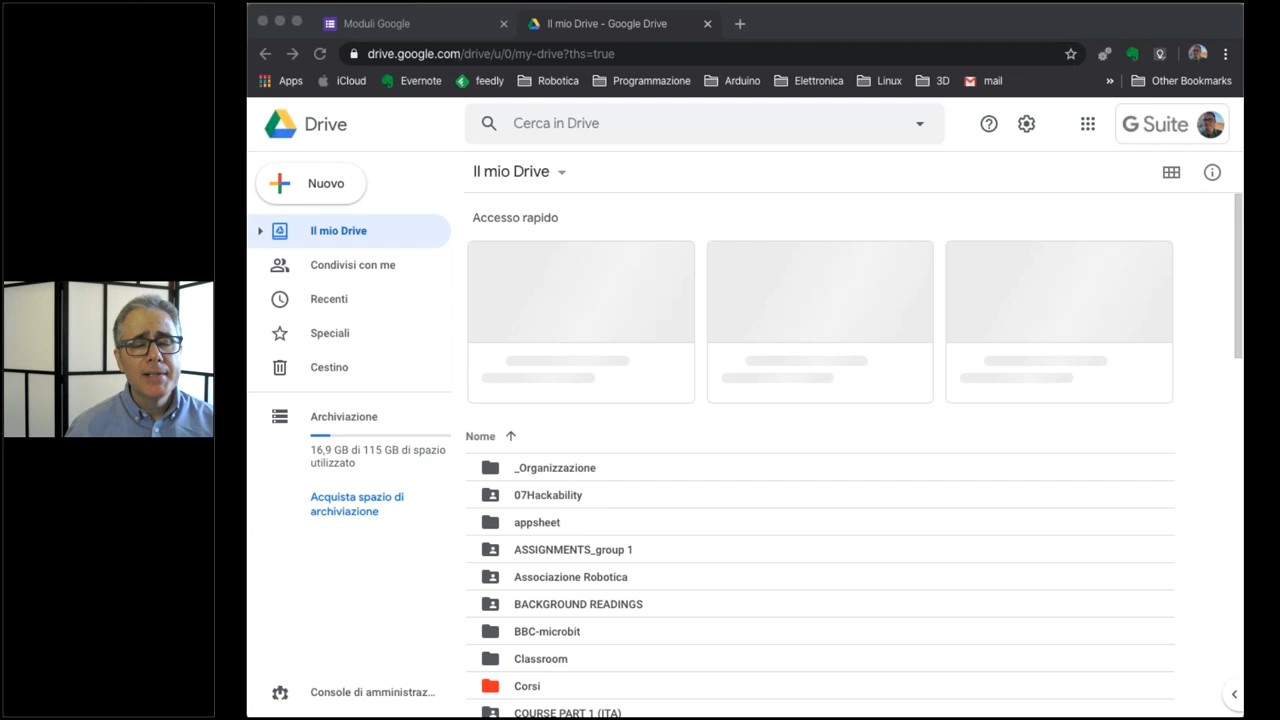 Moduli Google
Il mio Drive - Google Drive
drive.google.com/drive/u/0/my-drive?ths=true
Apps iCloud Evernote feedly Robotica Programmazione Arduino Elettronica Linux 3D mail » Other Bookmarks
Drive
Cerca in Drive
G Suite
Nuovo
Il mio Drive
Condivisi con me
Recenti
Speciali
Cestino
Archiviazione
16,9 GB di 115 GB di spazio
utilizzato
Acquista spazio di
archiviazione
Console di amministraz...
Il mio Drive
Accesso rapido
Nome
_Organizzazione
07Hackability
appsheet
ASSIGNMENTS_group 1
Associazione Robotica
BACKGROUND READINGS
BBC-microbit
Classroom
Corsi
COURSE PART 1 (ITA)